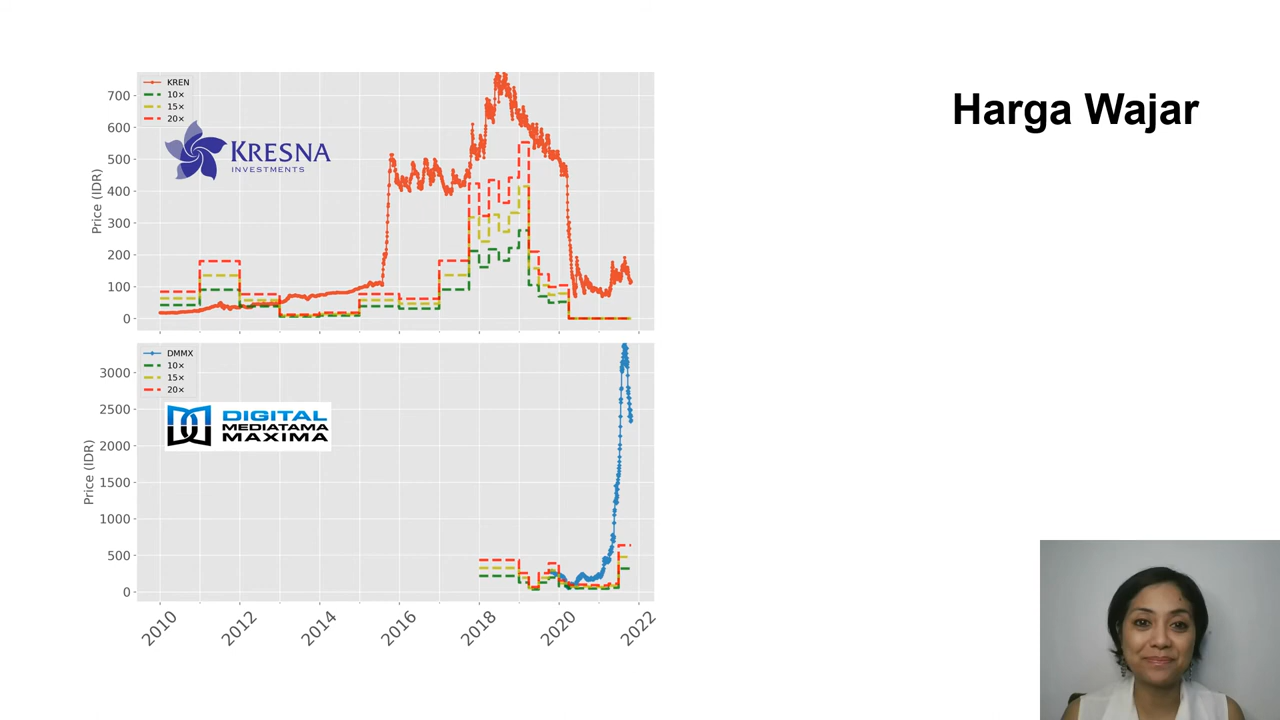 Harga Wajar
KREN
10×
15×
20×
KRESNA
INVESTMENTS
Price (IDR)
700
600
500
400
300
200
100
0
DMMX
10×
15×
20×
DIGITAL
MEDIATAMA
MAXIMA
Price (IDR)
3000
2500
2000
1500
1000
500
0
2010
2012
2014
2016
2018
2020
2022